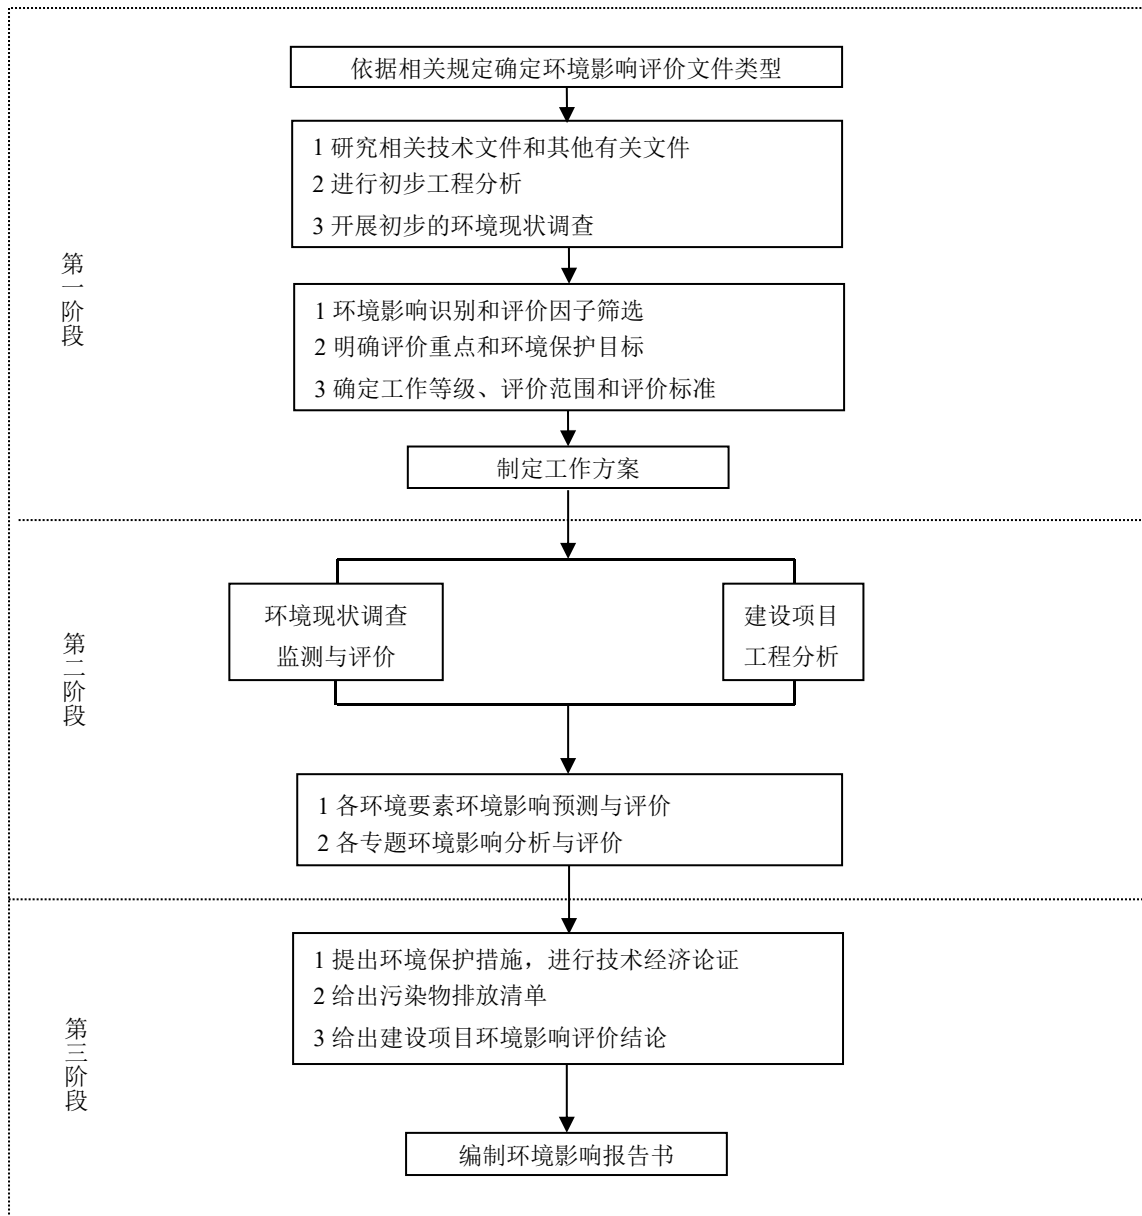 依据相关规定确定环境影响评价文件类型
1 研究相关技术文件和其他有关文件
2 进行初步工程分析
3 开展初步的环境现状调查
第一阶段
1 环境影响识别和评价因子筛选
2 明确评价重点和环境保护目标
3 确定工作等级、评价范围和评价标准
制定工作方案
第二阶段
环境现状调查
监测与评价
建设项目
工程分析
1 各环境要素环境影响预测与评价
2 各专题环境影响分析与评价
第三阶段
1 提出环境保护措施，进行技术经济论证
2 给出污染物排放清单
3 给出建设项目环境影响评价结论
编制环境影响报告书